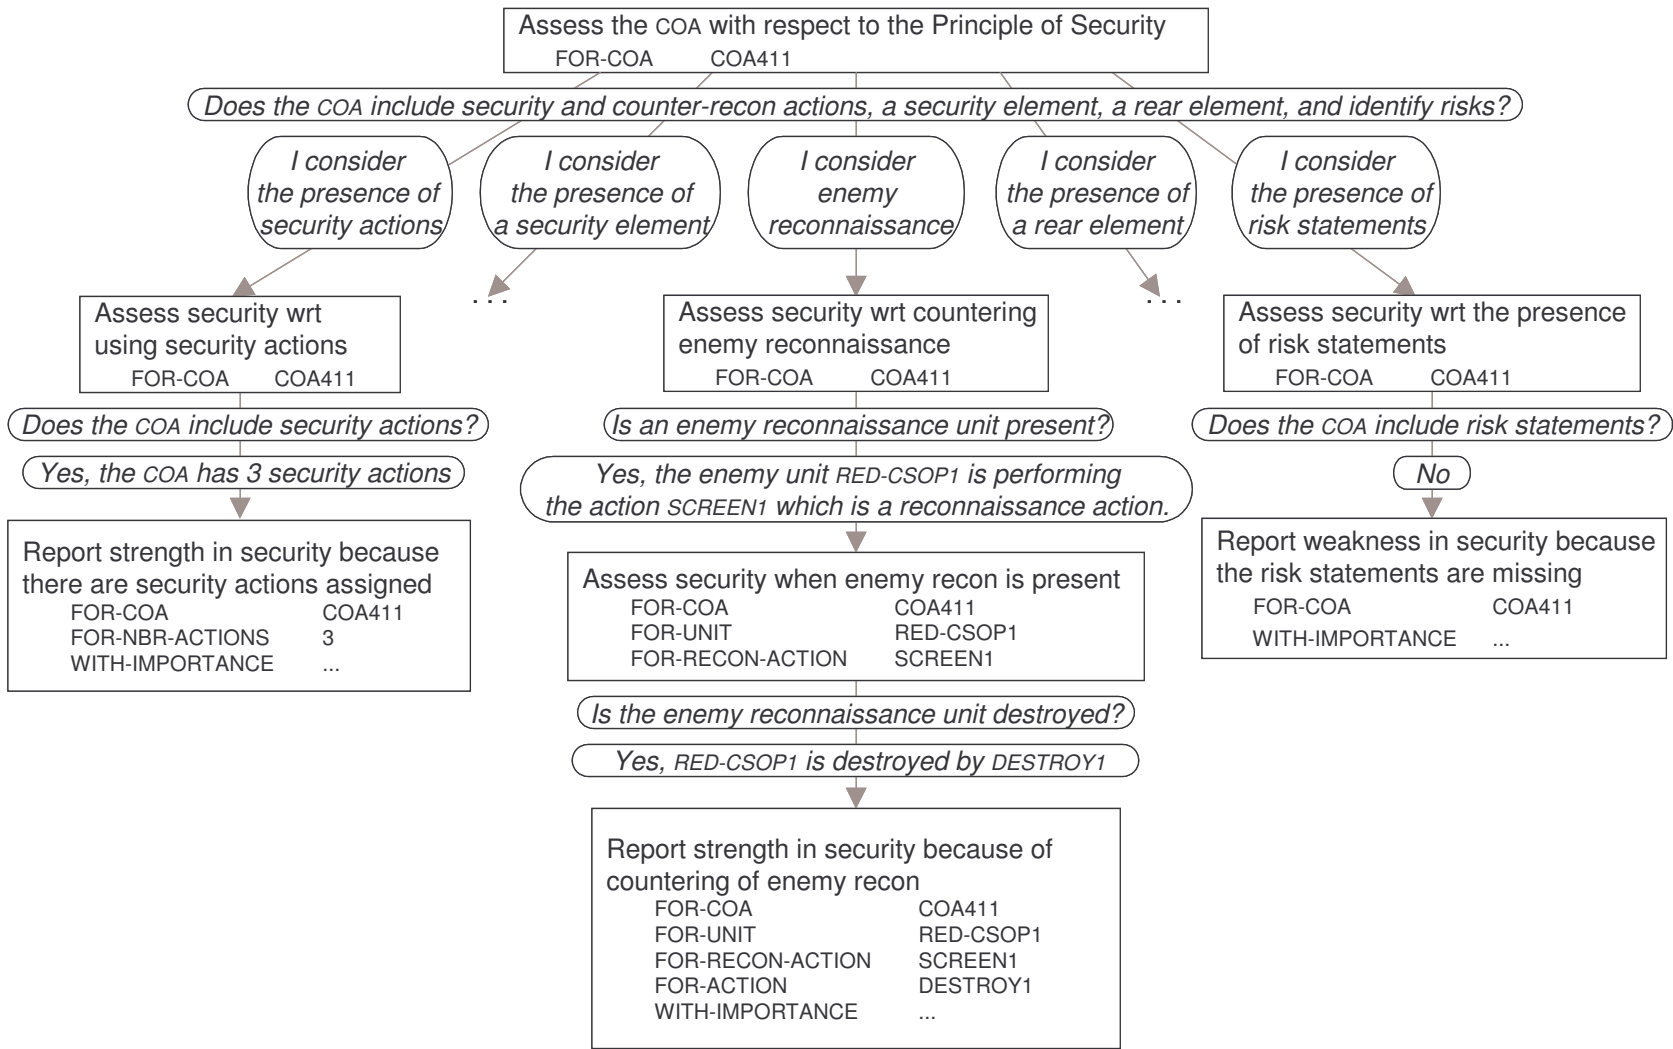 Assess the COA with respect to the Principle of Security
FOR-COA COA411
Does the COA include security and counter-recon actions, a security element, a rear element, and identify risks?
I consider
the presence of
security actions
I consider
the presence of
a security element
I consider
enemy
reconnaissance
I consider
the presence of
a rear element
I consider
the presence of
risk statements
Assess security wrt
using security actions
FOR-COA COA411
. . .
Assess security wrt countering
enemy reconnaissance
FOR-COA COA411
. . .
Assess security wrt the presence
of risk statements
FOR-COA COA411
Does the COA include security actions?
Yes, the COA has 3 security actions
Report strength in security because
there are security actions assigned
FOR-COA COA411
FOR-NBR-ACTIONS 3
WITH-IMPORTANCE ...
Is an enemy reconnaissance unit present?
Yes, the enemy unit RED-CSOP1 is performing
the action SCREEN1 which is a reconnaissance action.
Assess security when enemy recon is present
FOR-COA COA411
FOR-UNIT RED-CSOP1
FOR-RECON-ACTION SCREEN1
Is the enemy reconnaissance unit destroyed?
Yes, RED-CSOP1 is destroyed by DESTROY1
Report strength in security because of
countering of enemy recon
FOR-COA COA411
FOR-UNIT RED-CSOP1
FOR-RECON-ACTION SCREEN1
FOR-ACTION DESTROY1
WITH-IMPORTANCE ...
Does the COA include risk statements?
No
Report weakness in security because
the risk statements are missing
FOR-COA COA411
WITH-IMPORTANCE ...